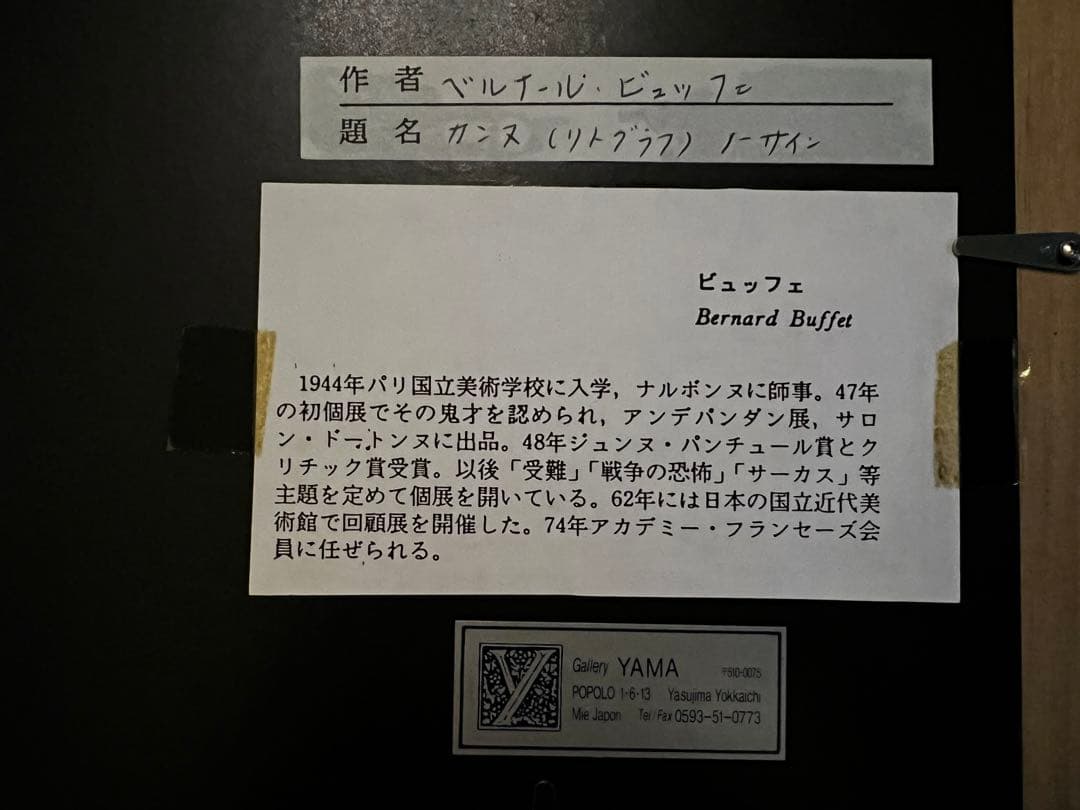 作者 ベルナール・ビュッフェ
題名 カンヌ (リトグラフ) ノーサイン
ビュッフェ
Bernard Buffet
1944年パリ国立美術学校に入学，ナルボンヌに師事。47年
の初個展でその鬼才を認められ，アンデパンダン展，サロ
ン・ドートンヌに出品。48年ジュンヌ・パンチュール賞とク
リチック賞受賞。以後「受難」「戦争の恐怖」「サーカス」等
主題を定めて個展を開いている。62年には日本の国立近代美
術館で回顧展を開催した。74年アカデミー・フランセーズ会
員に任ぜられる。
Y
Gallery YAMA 〒510-0075
POPOLO 1-6-13 Yasujima Yokkaichi
Mie Japon Tel/Fax 0593-51-0773